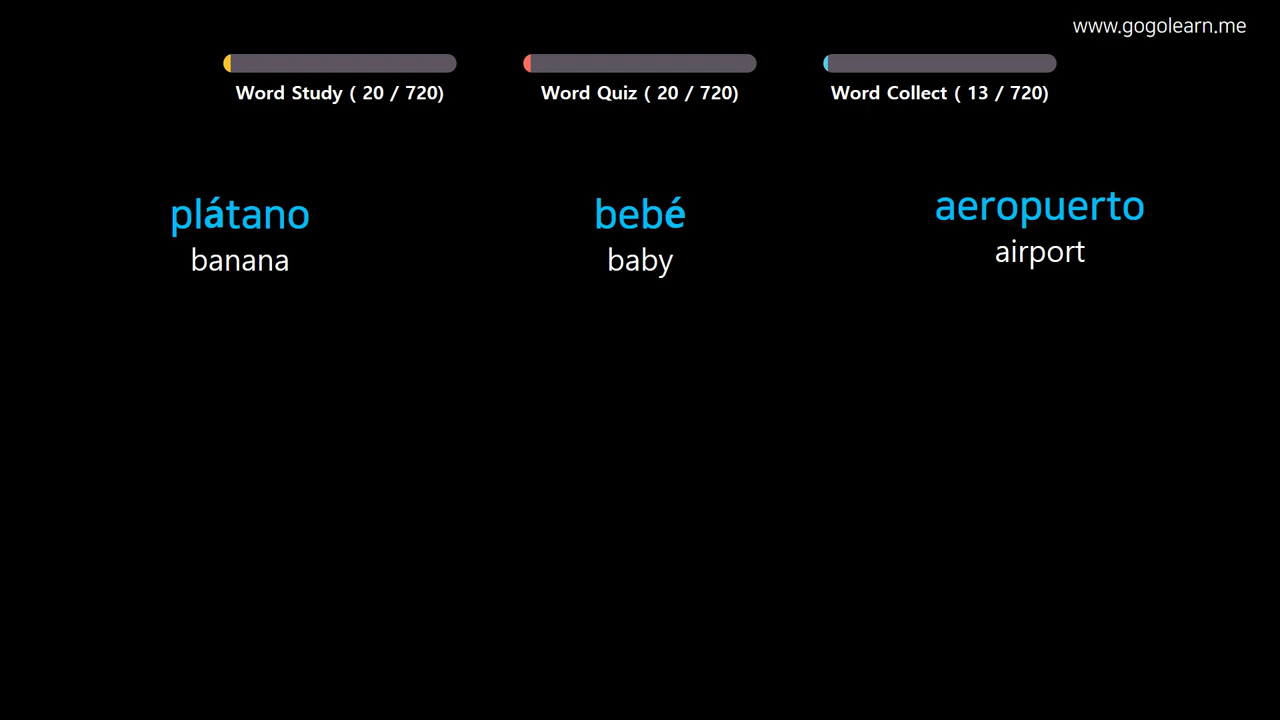 www.gogolearn.me
Word Study ( 20 / 720)
Word Quiz ( 20 / 720)
Word Collect ( 13 / 720)
plátano
banana
bebé
baby
aeropuerto
airport